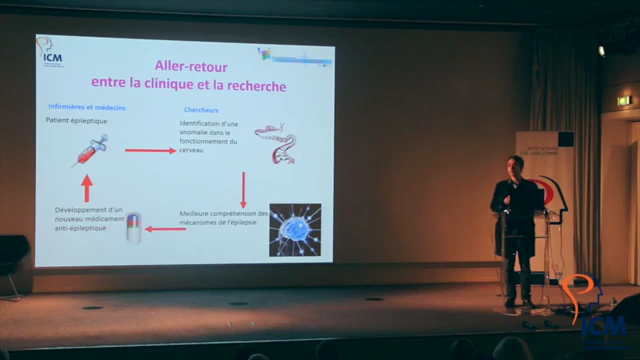 ICM
Aller-retour
entre la clinique et la recherche
Infirmières et médecins
Chercheurs
Patient épileptique
Identification d'une
anomalie dans le
fonctionnement du
cerveau.
Développement d'un
nouveau médicament
anti-épileptique
Meilleure compréhension des
mécanismes de l'épilepsie
ICM